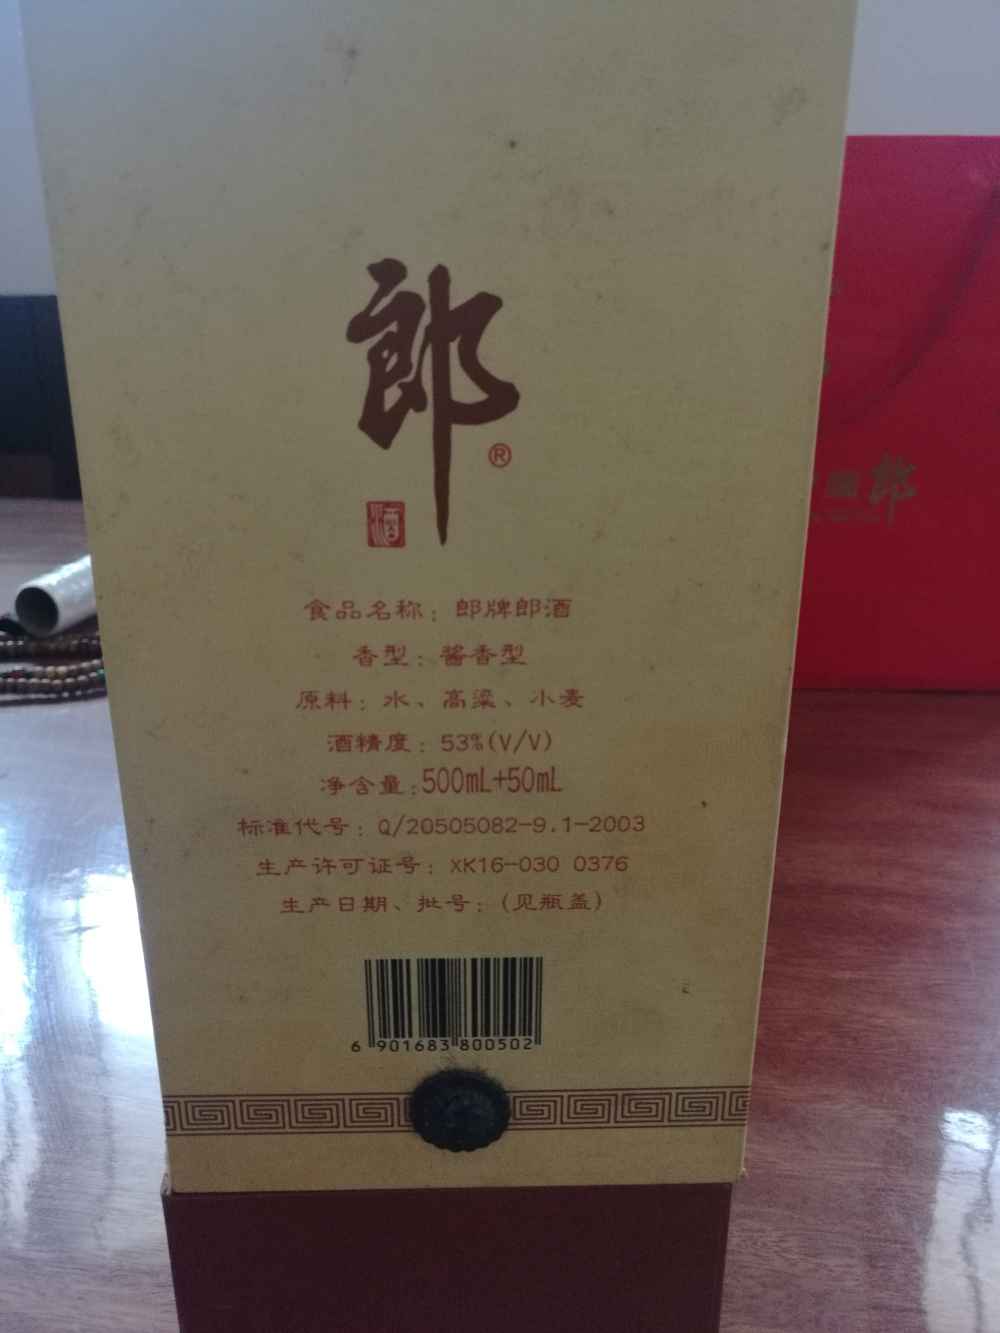 郎
®
酒
食品名称：郎牌郎酒
香型：酱香型
原料：水、高粱、小麦
酒精度：53%(V/V)
净含量:500mL+50mL
标准代号：Q/20505082-9.1-2003
生产许可证号：XK16-030 0376
生产日期、批号：(见瓶盖)
6 901683 800502
郎